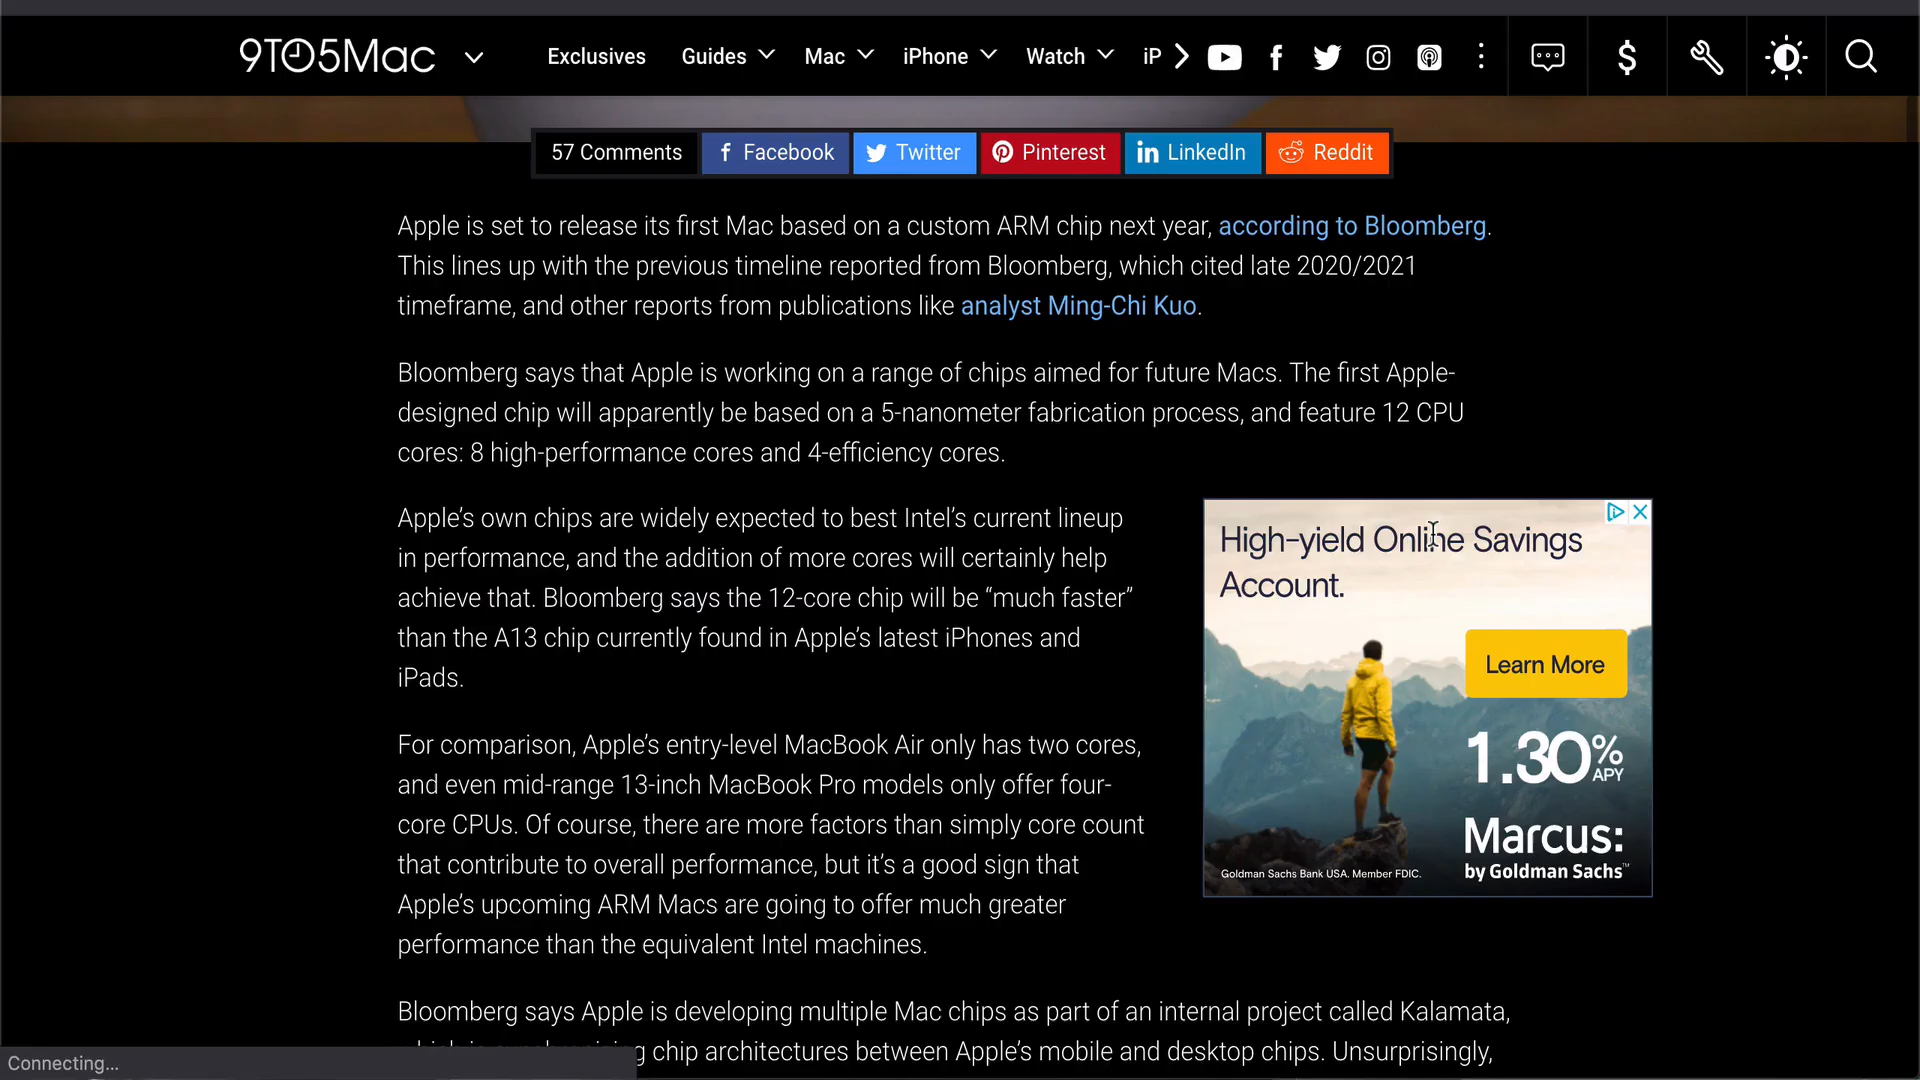 9TO5Mac
Exclusives
Guides
Mac
iPhone
Watch
iP
57 Comments
Facebook
Twitter
Pinterest
LinkedIn
Reddit
Apple is set to release its first Mac based on a custom ARM chip next year, according to Bloomberg.
This lines up with the previous timeline reported from Bloomberg, which cited late 2020/2021
timeframe, and other reports from publications like analyst Ming-Chi Kuo.
Bloomberg says that Apple is working on a range of chips aimed for future Macs. The first Apple-
designed chip will apparently be based on a 5-nanometer fabrication process, and feature 12 CPU
cores: 8 high-performance cores and 4-efficiency cores.
Apple’s own chips are widely expected to best Intel’s current lineup
in performance, and the addition of more cores will certainly help
achieve that. Bloomberg says the 12-core chip will be “much faster”
than the A13 chip currently found in Apple’s latest iPhones and
iPads.
For comparison, Apple’s entry-level MacBook Air only has two cores,
and even mid-range 13-inch MacBook Pro models only offer four-
core CPUs. Of course, there are more factors than simply core count
that contribute to overall performance, but it’s a good sign that
Apple’s upcoming ARM Macs are going to offer much greater
performance than the equivalent Intel machines.
High-yield Online Savings
Account.
Learn More
1.30% APY
Marcus:
by Goldman Sachs™
Goldman Sachs Bank USA. Member FDIC.
Bloomberg says Apple is developing multiple Mac chips as part of an internal project called Kalamata,
chip architectures between Apple’s mobile and desktop chips. Unsurprisingly,
Connecting...